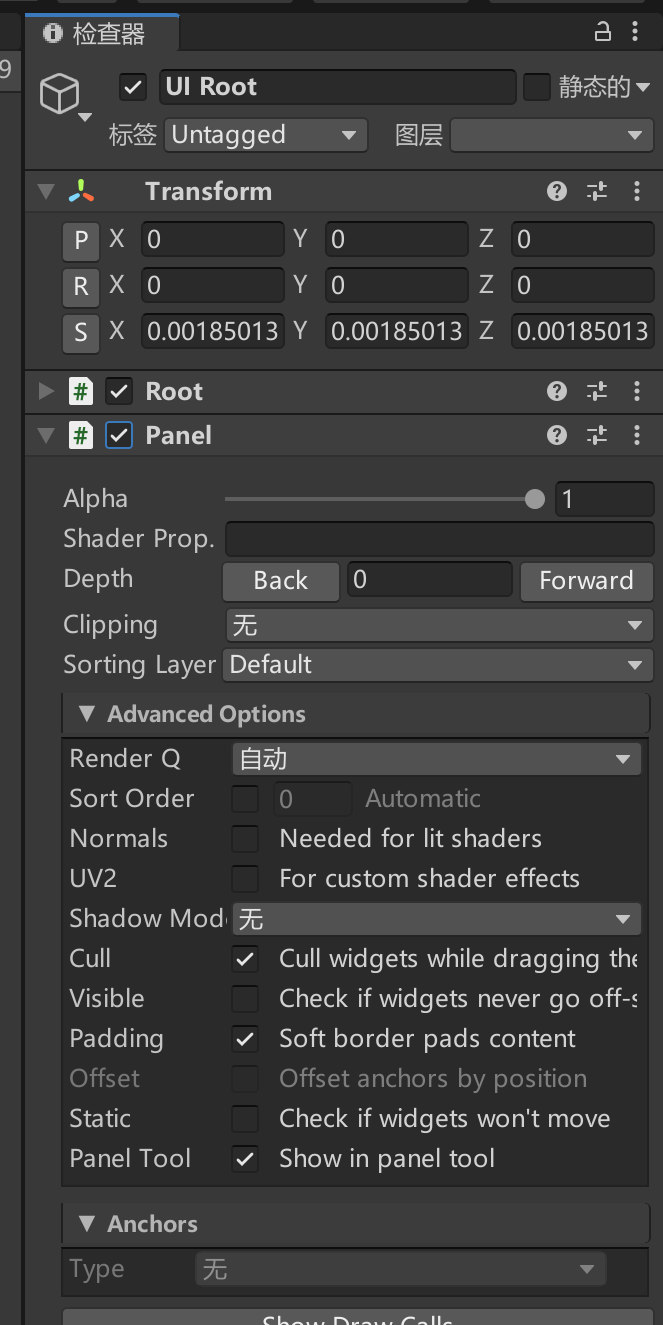 9
检查器
UI Root 静态的
标签 Untagged 图层
Transform
P X 0 Y 0 Z 0
R X 0 Y 0 Z 0
S X 0.00185013 Y 0.00185013 Z 0.00185013
# Root
# Panel
Alpha 1
Shader Prop.
Depth Back 0 Forward
Clipping 无
Sorting Layer Default
Advanced Options
Render Q 自动
Sort Order 0 Automatic
Normals Needed for lit shaders
UV2 For custom shader effects
Shadow Mod 无
Cull Cull widgets while dragging the
Visible Check if widgets never go off-s
Padding Soft border pads content
Offset Offset anchors by position
Static Check if widgets won't move
Panel Tool Show in panel tool
Anchors
Type 无
Show Draw Calls